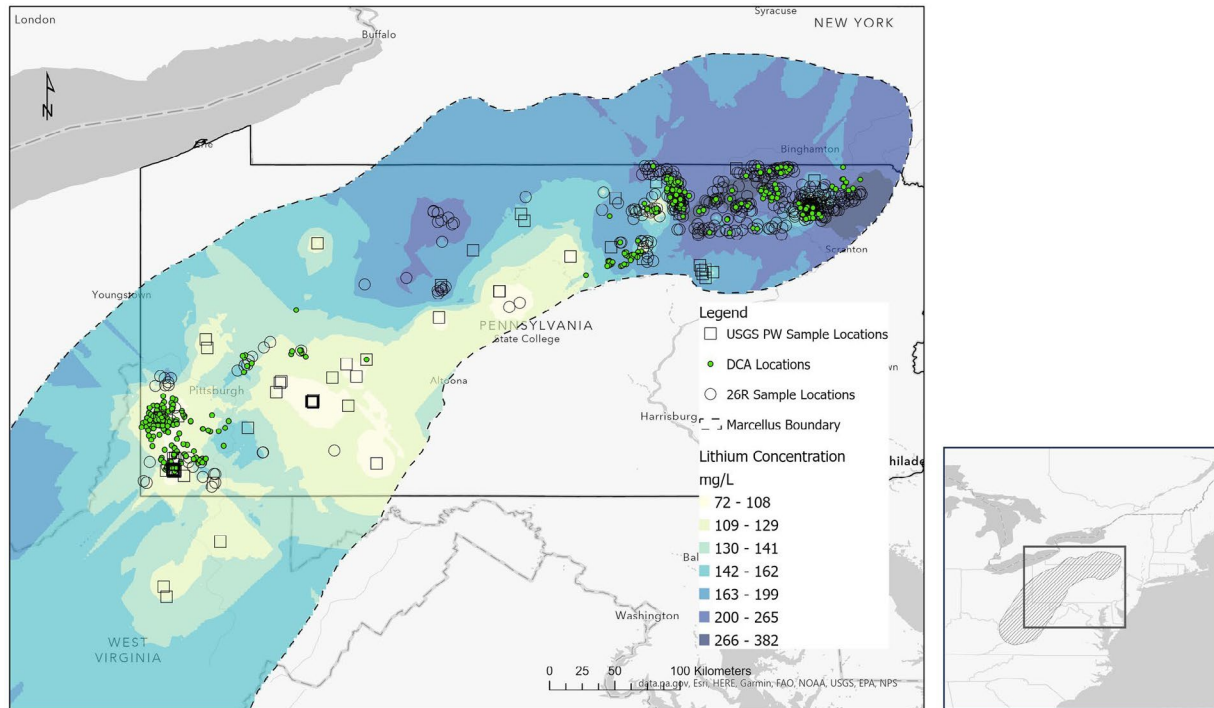 London
Syracuse
NEW YORK
Buffalo
N
Erie
Binghamton
Scranton
Youngstown
PENNSYLVANIA
State College
Pittsburgh
Altoona
Harrisburg
Philade
Washington
WEST
VIRGINIA
Legend
USGS PW Sample Locations
DCA Locations
26R Sample Locations
Marcellus Boundary
Lithium Concentration
mg/L
72 - 108
109 - 129
130 - 141
142 - 162
163 - 199
200 - 265
266 - 382
0 25 50 100 Kilometers
data.pa.gov, Esri, HERE, Garmin, FAO, NOAA, USGS, EPA, NPS